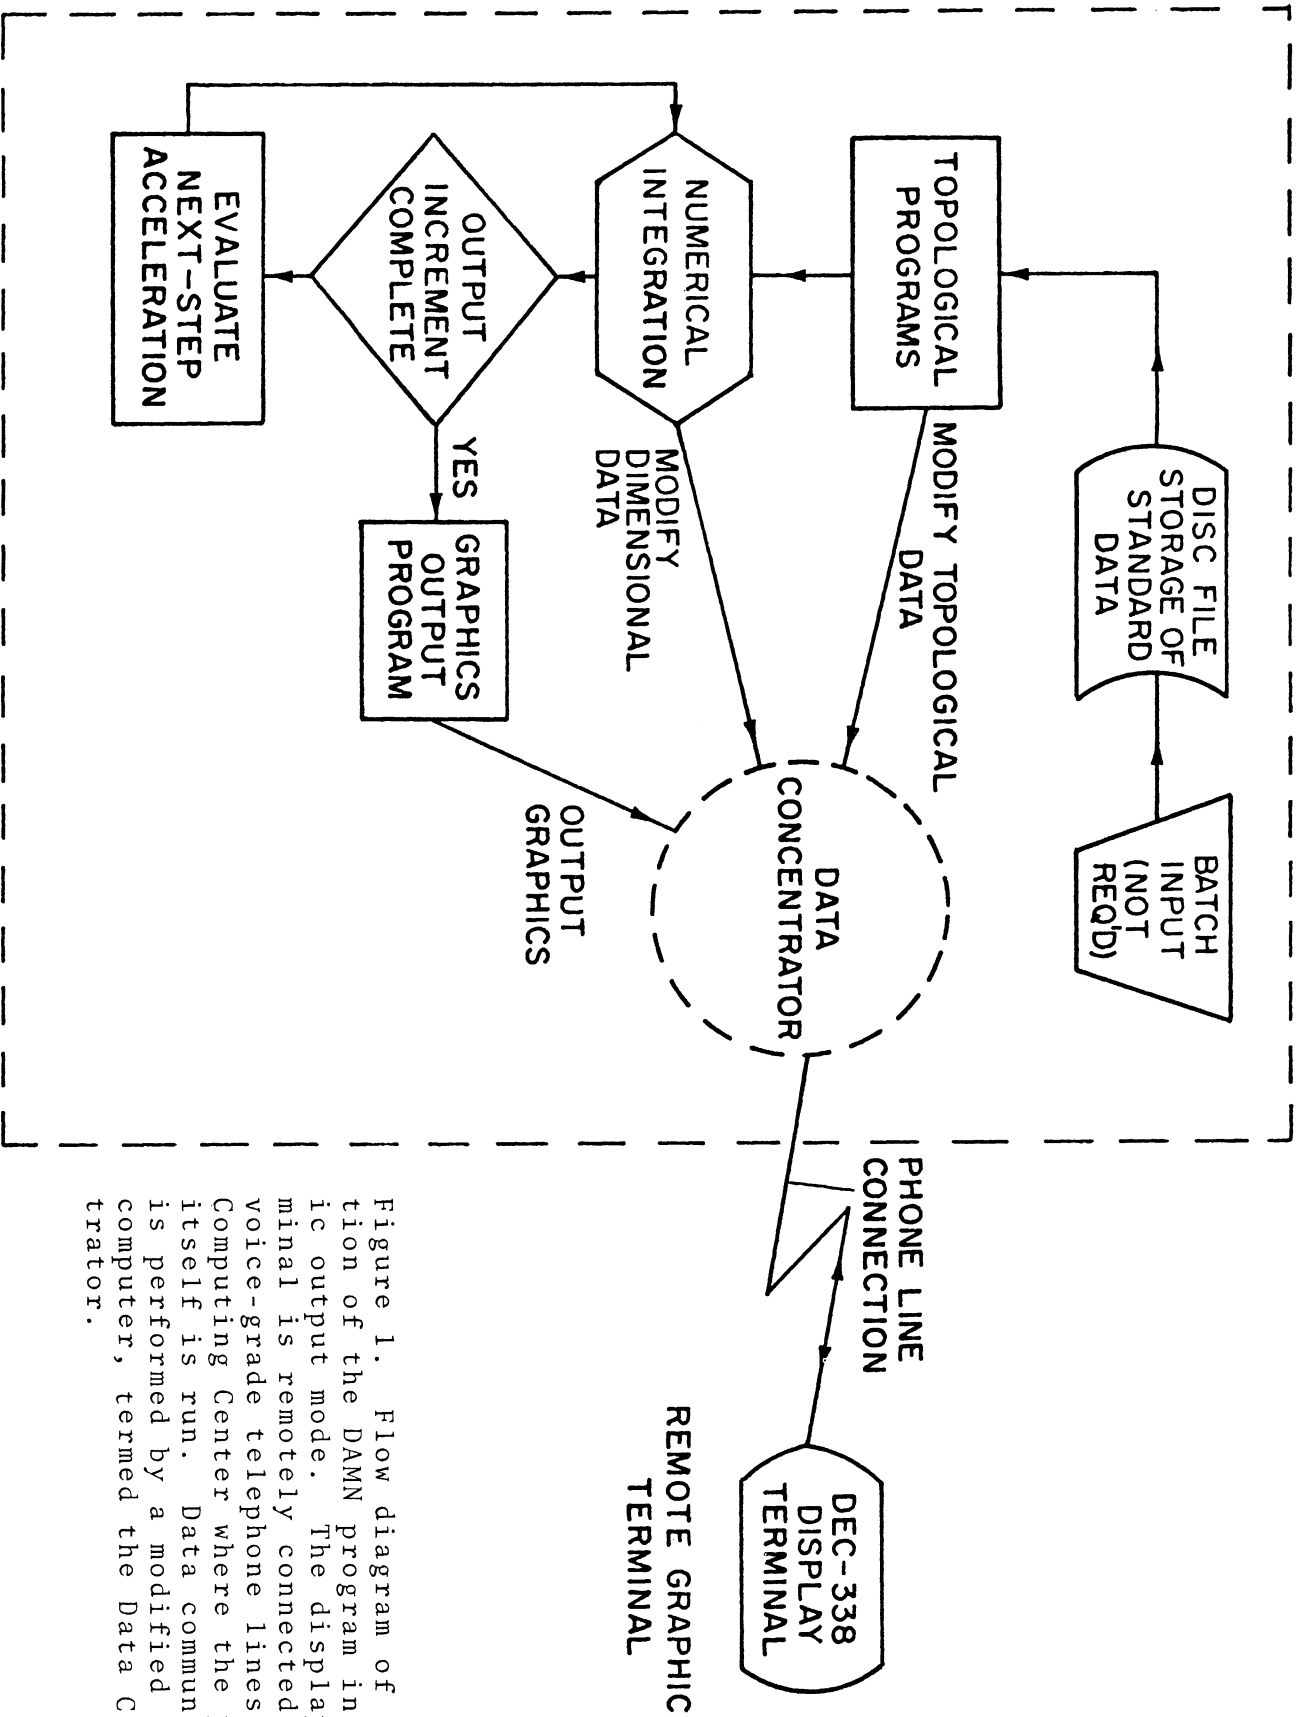 BATCH
INPUT
(NOT
REQ'D)
DISC FILE
STORAGE OF
STANDARD
DATA
TOPOLOGICAL
PROGRAMS
MODIFY TOPOLOGICAL
DATA
NUMERICAL
INTEGRATION
MODIFY
DIMENSIONAL
DATA
OUTPUT
INCREMENT
COMPLETE
YES
GRAPHICS
OUTPUT
PROGRAM
EVALUATE
NEXT-STEP
ACCELERATION
OUTPUT
GRAPHICS
DATA
CONCENTRATOR
PHONE LINE
CONNECTION
DEC-338
DISPLAY
TERMINAL
REMOTE GRAPHIC
TERMINAL
Figure 1. Flow diagram of
tion of the DAMN program in
ic output mode. The displa
minal is remotely connected
voice-grade telephone lines
Computing Center where the
itself is run. Data commun
is performed by a modified
computer, termed the Data C
trator.